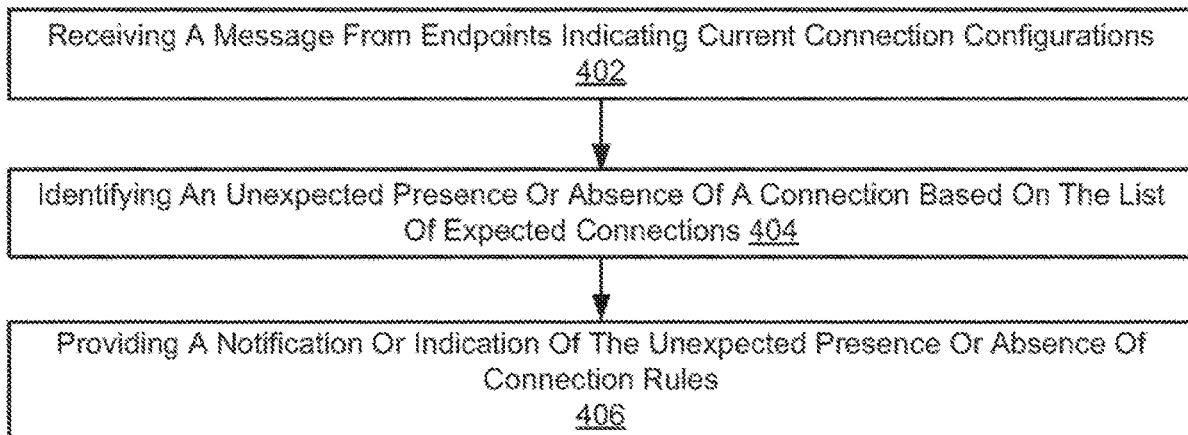 Receiving A Message From Endpoints Indicating Current Connection Configurations
402
Identifying An Unexpected Presence Or Absence Of A Connection Based On The List
Of Expected Connections 404
Providing A Notification Or Indication Of The Unexpected Presence Or Absence Of
Connection Rules
406